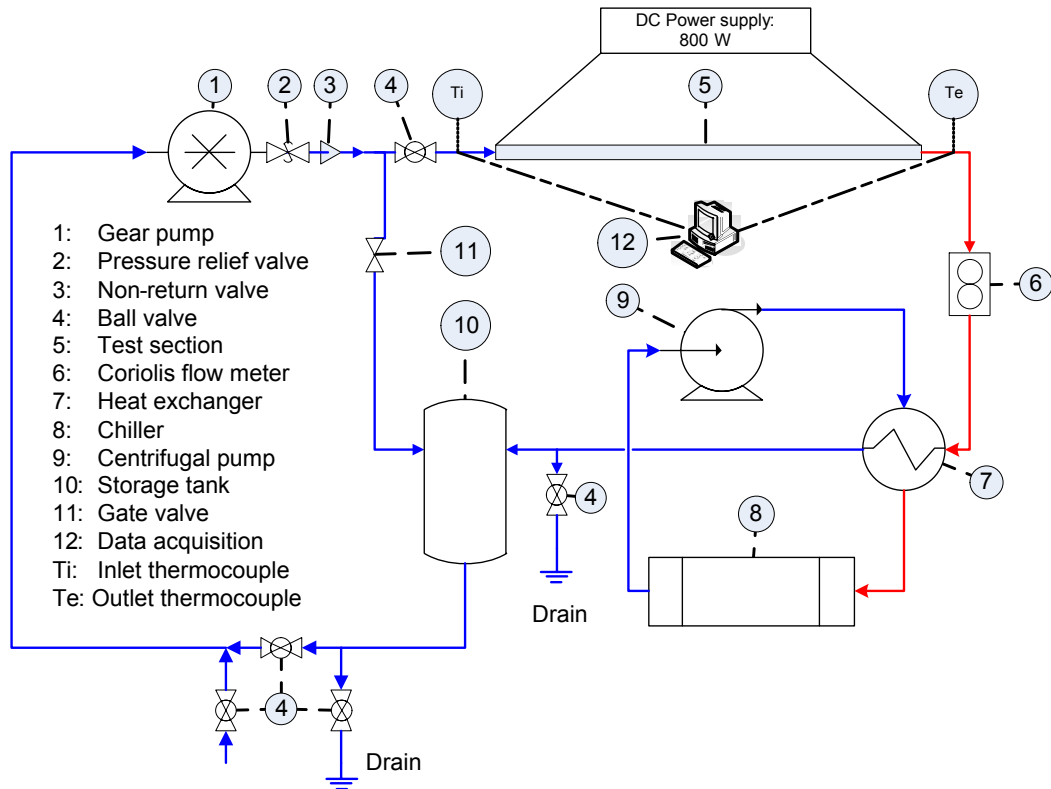 DC Power supply:
800 W
1
2
3
4
Ti
5
Te
1: Gear pump
2: Pressure relief valve
3: Non-return valve
4: Ball valve
5: Test section
6: Coriolis flow meter
7: Heat exchanger
8: Chiller
9: Centrifugal pump
10: Storage tank
11: Gate valve
12: Data acquisition
Ti: Inlet thermocouple
Te: Outlet thermocouple
11
12
6
9
10
7
4
8
Drain
4
Drain